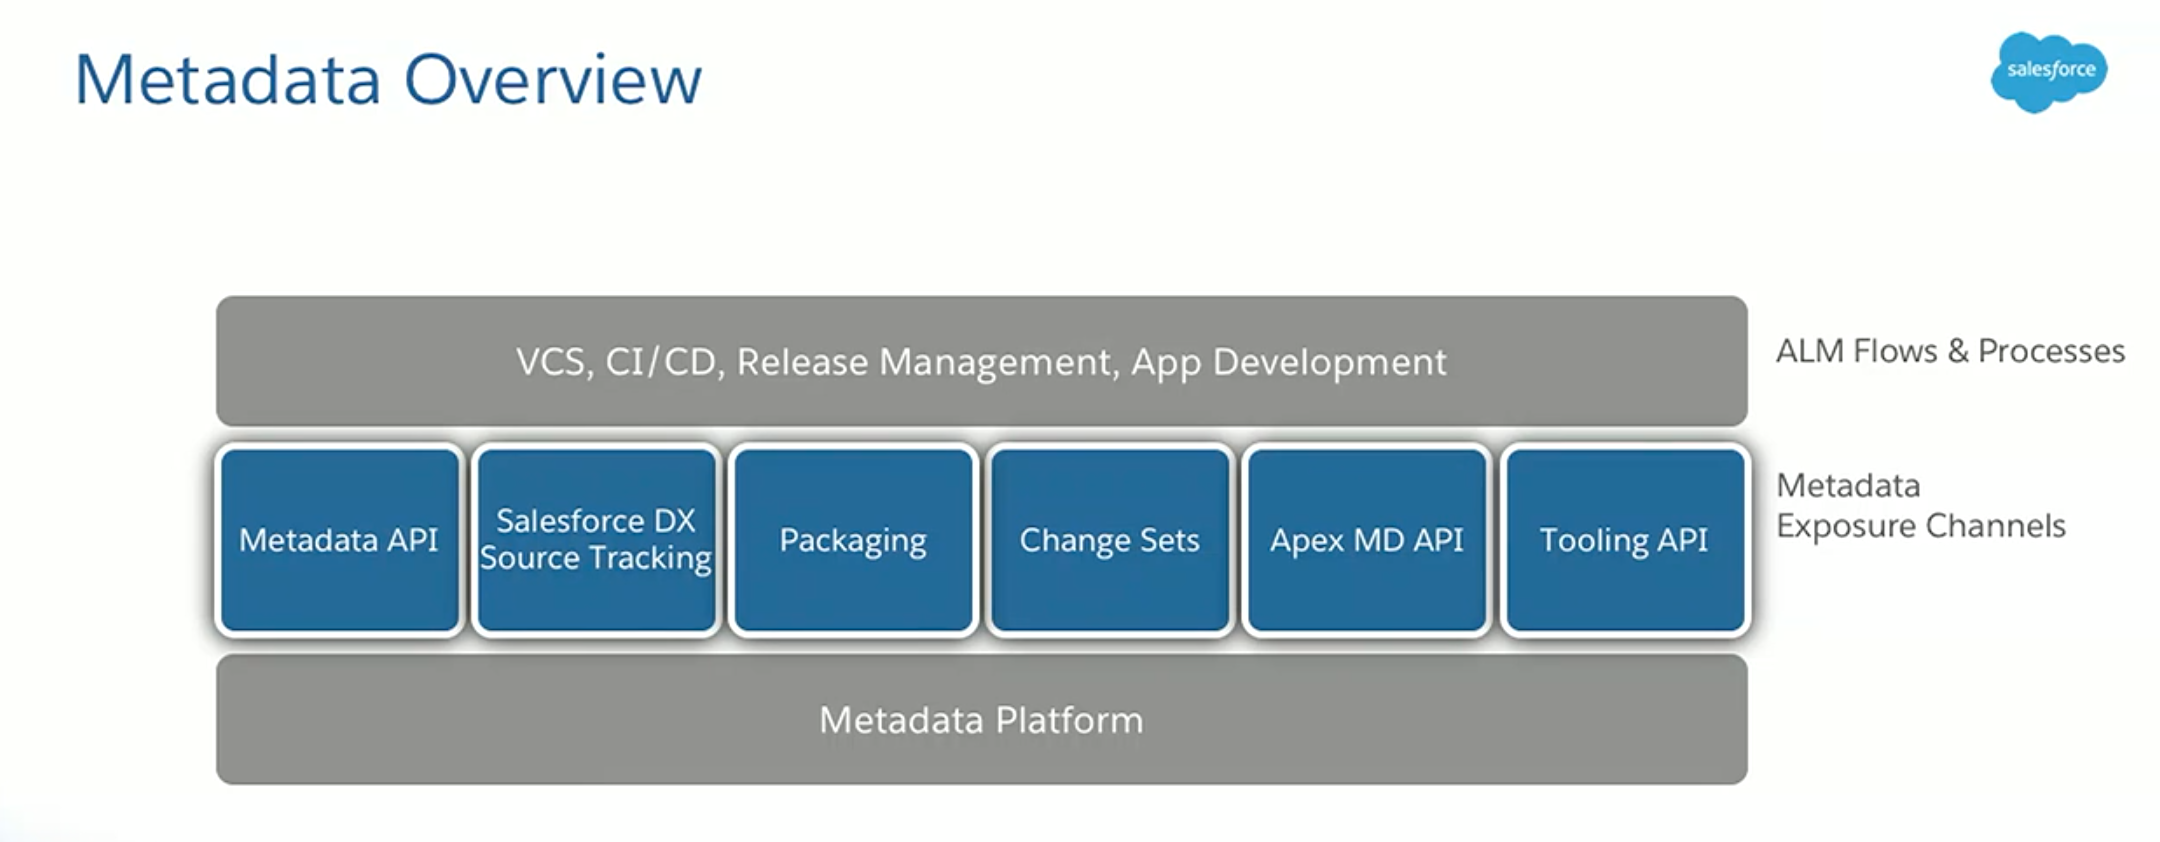 Metadata Overview
salesforce
VCS, CI/CD, Release Management, App Development
ALM Flows & Processes
Metadata API
Salesforce DX
Source Tracking
Packaging
Change Sets
Apex MD API
Tooling API
Metadata
Exposure Channels
Metadata Platform